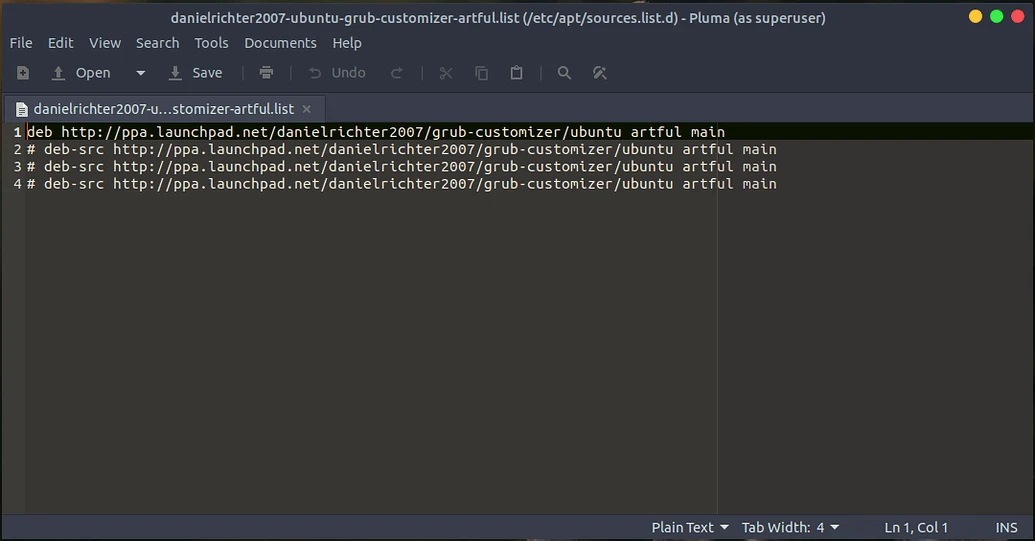 danielrichter2007-ubuntu-grub-customizer-artful.list (/etc/apt/sources.list.d) - Pluma (as superuser)
File Edit View Search Tools Documents Help
Open Save Undo
danielrichter2007-u...stomizer-artful.list
1 deb http://ppa.launchpad.net/danielrichter2007/grub-customizer/ubuntu artful main
2 # deb-src http://ppa.launchpad.net/danielrichter2007/grub-customizer/ubuntu artful main
3 # deb-src http://ppa.launchpad.net/danielrichter2007/grub-customizer/ubuntu artful main
4 # deb-src http://ppa.launchpad.net/danielrichter2007/grub-customizer/ubuntu artful main
Plain Text Tab Width: 4 Ln 1, Col 1 INS